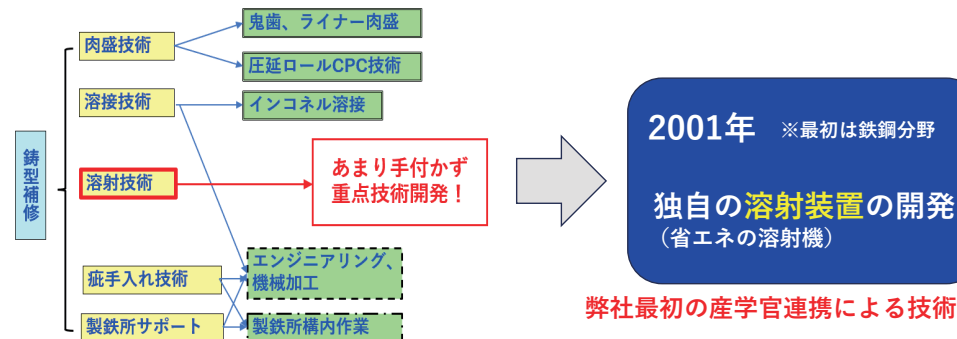 鋳型補修
肉盛技術
溶接技術
溶射技術
疵手入れ技術
製鉄所サポート
鬼歯、ライナー肉盛
圧延ロールCPC技術
インコネル溶接
あまり手付かず
重点技術開発！
エンジニアリング、
機械加工
製鉄所構内作業
2001年 ※最初は鉄鋼分野
独自の溶射装置の開発
（省エネの溶射機）
弊社最初の産学官連携による技術